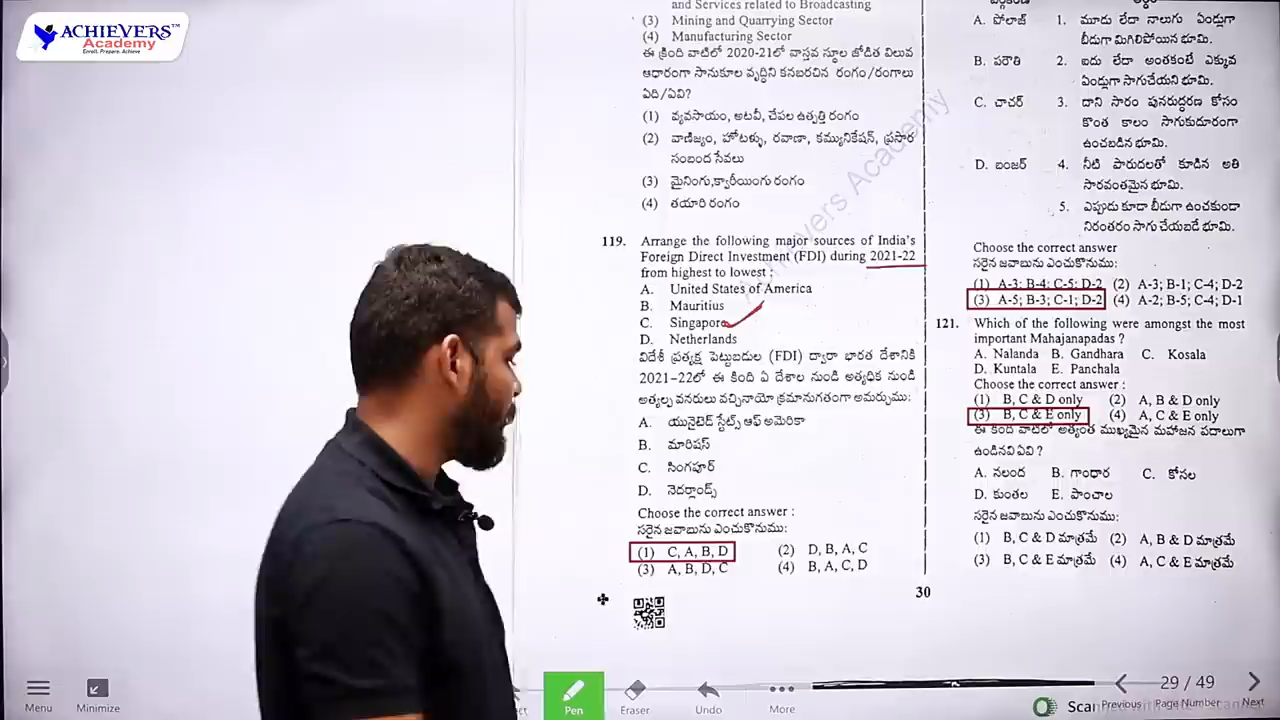 ACHIEVERS™
Academy
Enroll. Prepare. Achieve
and Services related to Broadcasting
(3) Mining and Quarrying Sector
(4) Manufacturing Sector
ఈ క్రింది వాటిలో 2020-21లో వాస్తవ స్థూల జోడిత విలువ
ఆధారంగా సానుకూల వృద్ధిని కనబరచిన రంగం/రంగాలు
ఏది/ఏవి?
(1) వ్యవసాయం, అటవీ, చేపల ఉత్పత్తి రంగం
(2) వాణిజ్యం, హోటళ్ళు, రవాణా, కమ్యునికేషన్, ప్రసార
సంబంద సేవలు
(3) మైనింగు,క్వారీయింగు రంగం
(4) తయారీ రంగం
119. Arrange the following major sources of India's
Foreign Direct Investment (FDI) during 2021-22
from highest to lowest :
A. United States of America
B. Mauritius
C. Singapore
D. Netherlands
విదేశీ ప్రత్యక్ష పెట్టుబడుల (FDI) ద్వారా భారత దేశానికి
2021-22లో ఈ కింది ఏ దేశాల నుండి అత్యధిక నుండి
అత్యల్ప వనరులు వచ్చినాయో క్రమానుగతంగా అమర్చుము:
A. యునైటెడ్ స్టేట్స్ ఆఫ్ అమెరికా
B. మారిషస్
C. సింగపూర్
D. నెదర్లాండ్స్
Choose the correct answer :
సరైన జవాబును ఎంచుకొనుము:
(1) C, A, B, D (2) D, B, A, C
(3) A, B, D, C (4) B, A, C, D
30
A. పోలాజ్ 1. మూడు లేదా నాలుగు ఏండ్లుగా
బీడుగా మిగిలిపోయిన భూమి.
B. పరౌతి 2. ఐదు లేదా అంతకంటే ఎక్కువ
ఏండ్లుగా సాగుచేయని భూమి.
C. చాచర్ 3. దాని సారం పునరుద్ధరణ కోసం
కొంత కాలం సాగుకుదూరంగా
ఉంచబడిన భూమి.
D. బంజర్ 4. నీటి పారుదలతో కూడిన అతి
సారవంతమైన భూమి.
5. ఎప్పుడు కూడా బీడుగా ఉంచకుండా
నిరంతరం సాగు చేయబడే భూమి.
Choose the correct answer
సరైన జవాబును ఎంచుకొనుము:
(1) A-3; B-4; C-5; D-2 (2) A-3; B-1; C-4; D-2
(3) A-5; B-3; C-1; D-2 (4) A-2; B-5; C-4; D-1
121. Which of the following were amongst the most
important Mahajanapadas ?
A. Nalanda B. Gandhara C. Kosala
D. Kuntala E. Panchala
Choose the correct answer :
(1) B, C & D only (2) A, B & D only
(3) B, C & E only (4) A, C & E only
ఈ కింది వాటిలో అత్యంత ముఖ్యమైన మహాజన పదాలుగా
ఉండినవి ఏవి ?
A. నలంద B. గాంధార C. కోసల
D. కుంతల E. పాంచాల
సరైన జవాబును ఎంచుకొనుము:
(1) B, C & D మాత్రమే (2) A, B & D మాత్రమే
(3) B, C & E మాత్రమే (4) A, C & E మాత్రమే
Achievers Academy
Menu
Minimize
Pen
Eraser
Undo
More
Previous
29 / 49
Page Number
Next